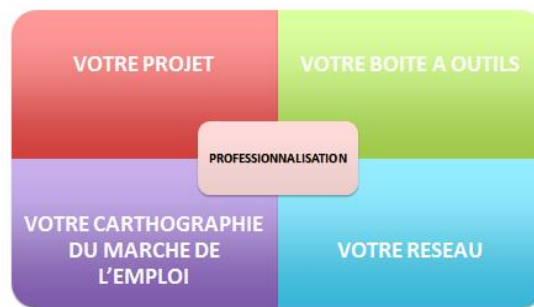 VOTRE PROJET
VOTRE BOITE A OUTILS
PROFESSIONNALISATION
VOTRE CARTHOGRAPHIE
DU MARCHE DE
L'EMPLOI
VOTRE RESEAU